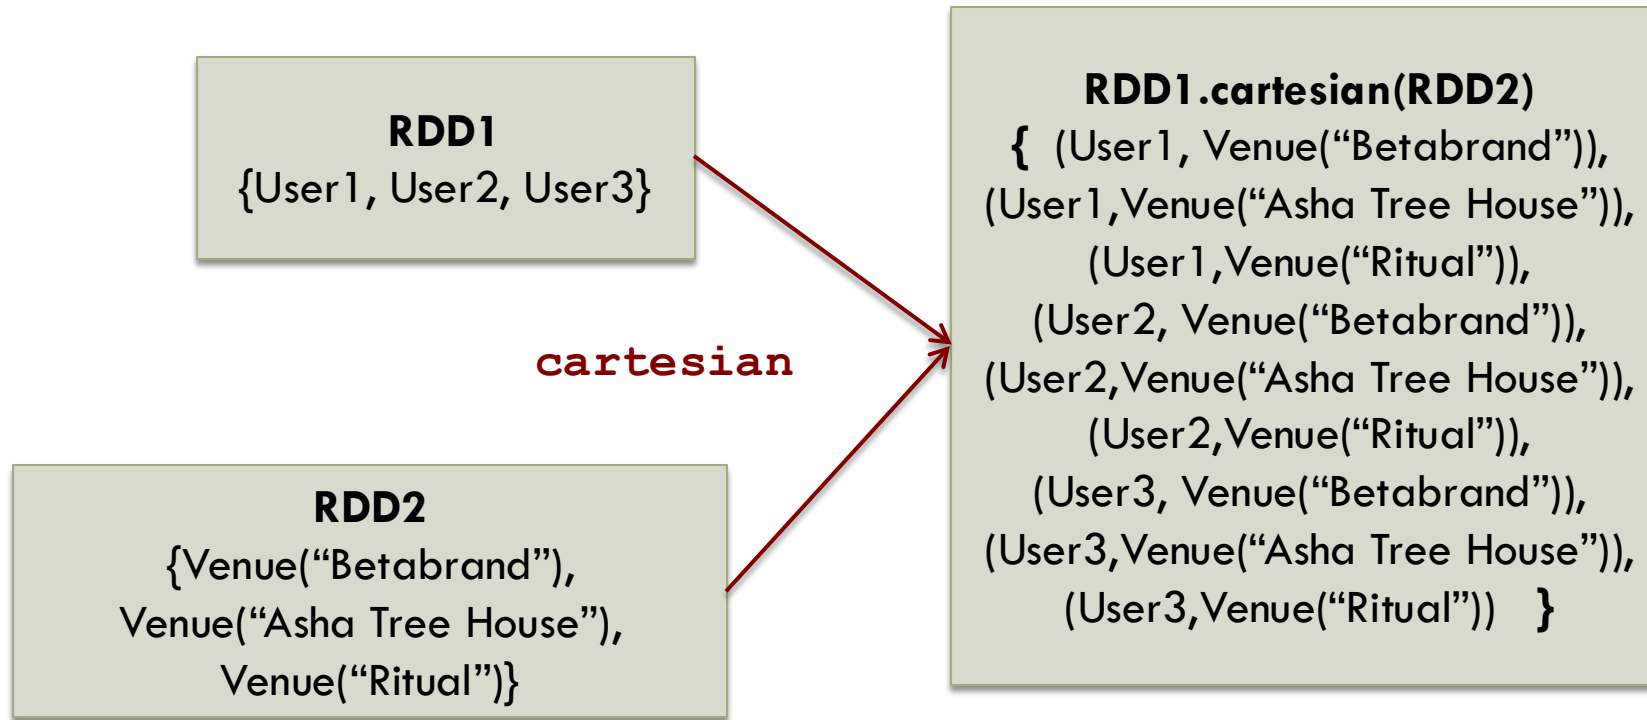 RDD1
{User1, User2, User3}
cartesian
RDD2
{Venue(“Betabrand”),
Venue(“Asha Tree House”),
Venue(“Ritual”)}
RDD1.cartesian(RDD2)
{ (User1, Venue(“Betabrand”)),
(User1,Venue(“Asha Tree House”)),
(User1,Venue(“Ritual”)),
(User2, Venue(“Betabrand”)),
(User2,Venue(“Asha Tree House”)),
(User2,Venue(“Ritual”)),
(User3, Venue(“Betabrand”)),
(User3,Venue(“Asha Tree House”)),
(User3,Venue(“Ritual”)) }